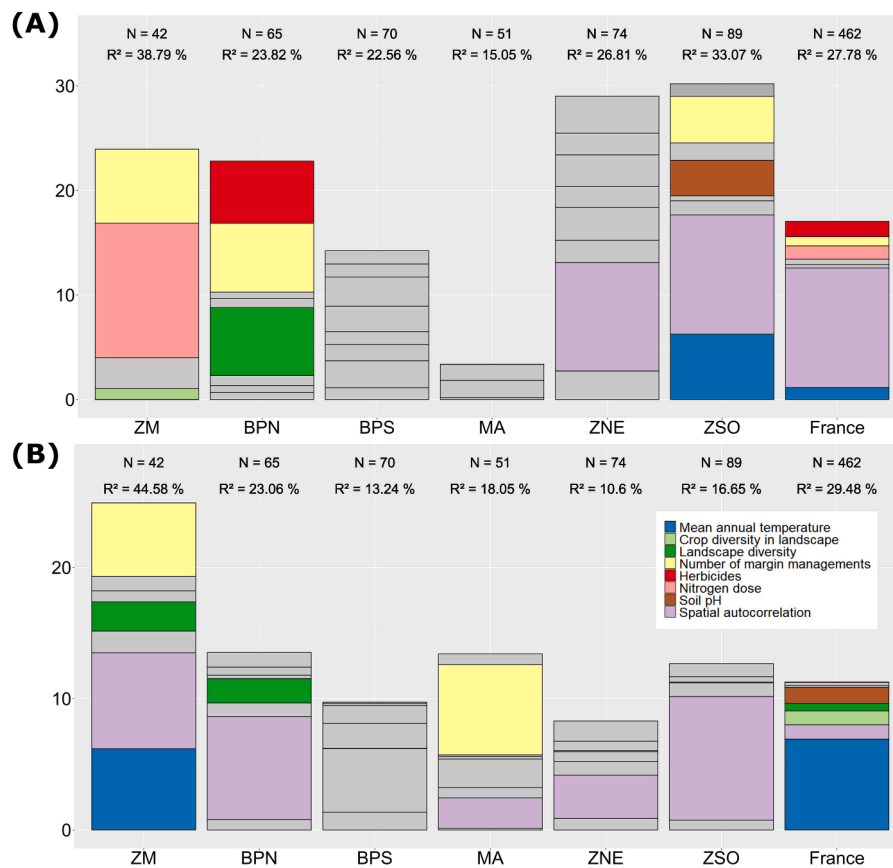 (A)
N = 42 N = 65 N = 70 N = 51 N = 74 N = 89 N = 462
R² = 38.79 % R² = 23.82 % R² = 22.56 % R² = 15.05 % R² = 26.81 % R² = 33.07 % R² = 27.78 %
30
20
10
0
ZM BPN BPS MA ZNE ZSO France
(B)
N = 42 N = 65 N = 70 N = 51 N = 74 N = 89 N = 462
R² = 44.58 % R² = 23.06 % R² = 13.24 % R² = 18.05 % R² = 10.6 % R² = 16.65 % R² = 29.48 %
Mean annual temperature
Crop diversity in landscape
Landscape diversity
Number of margin managements
Herbicides
Nitrogen dose
Soil pH
Spatial autocorrelation
20
10
0
ZM BPN BPS MA ZNE ZSO France